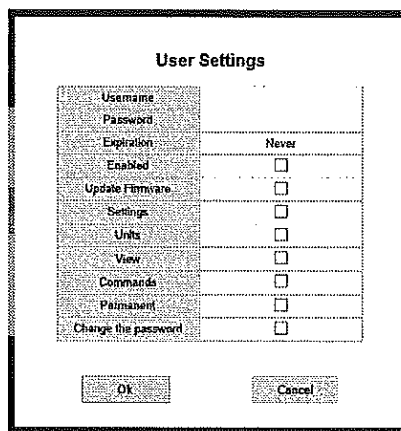 User Settings
Username
Password
Expiration Never
Enabled
Update Firmware
Settings
Units
View
Commands
Permanent
Change the password
Ok Cancel